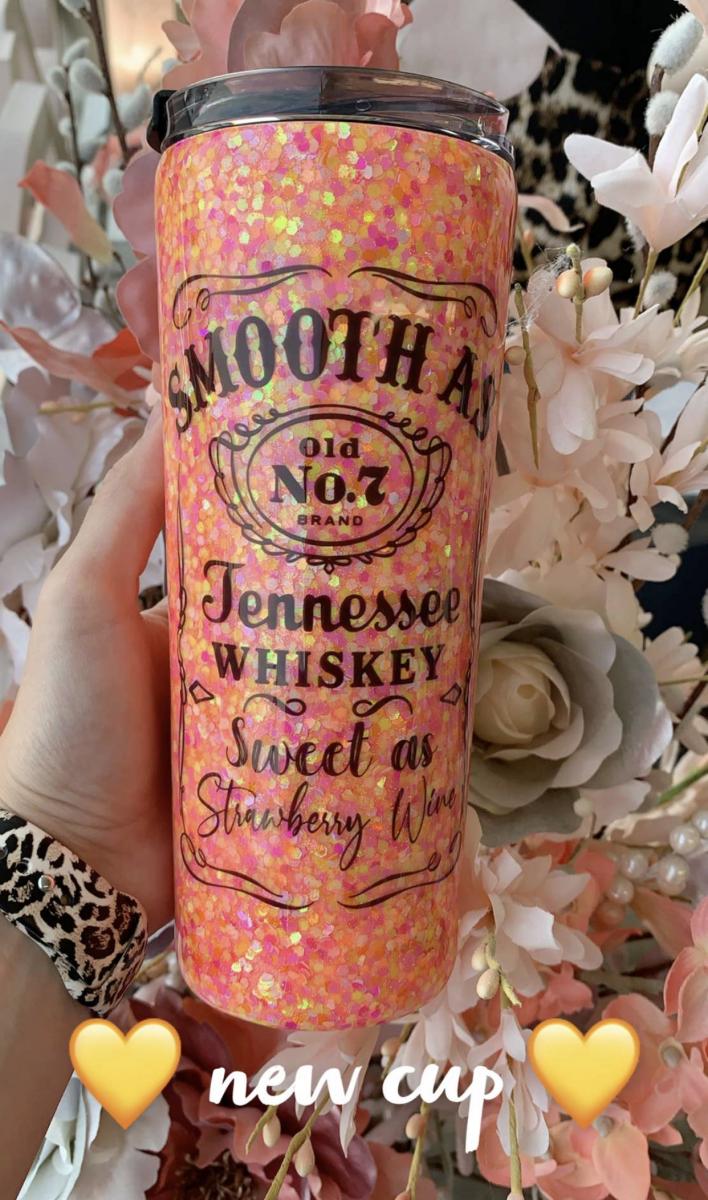 SMOOTH AS
Old
No.7
BRAND
Tennessee
WHISKEY
Sweet as
Strawberry Wine
new cup